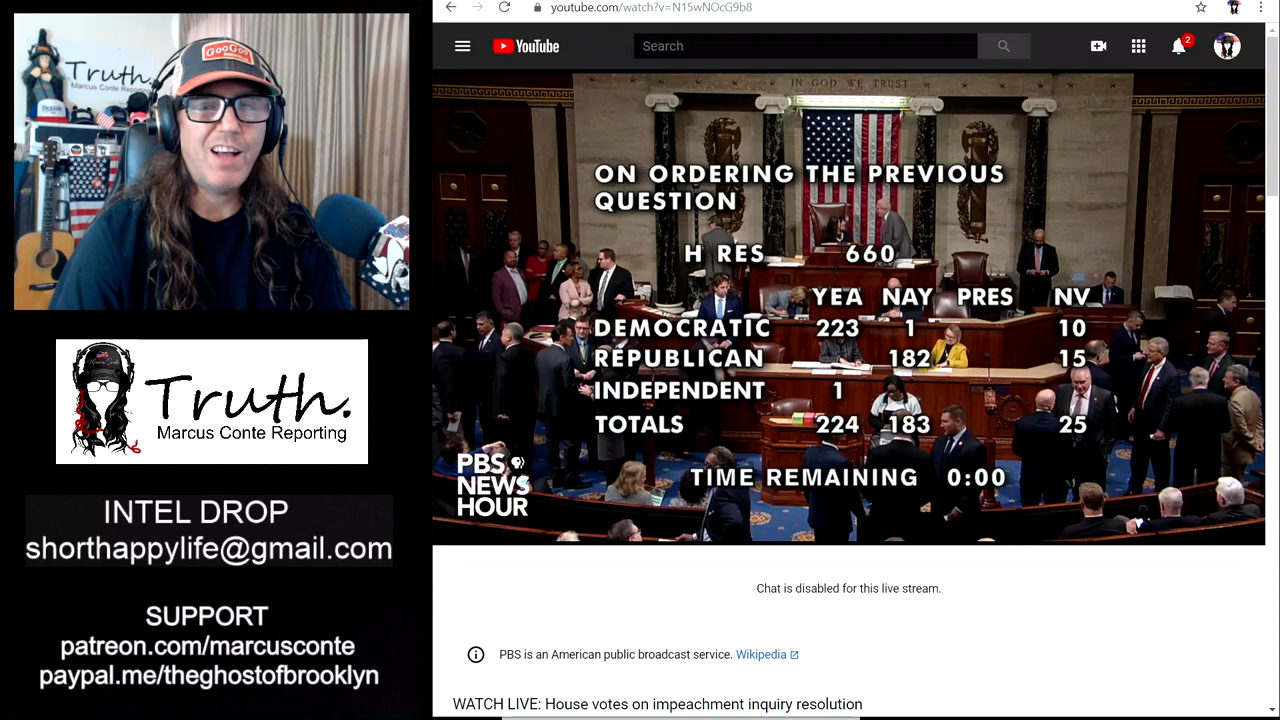 GooGoo
Truth.
Marcus Conte Reporting
Truth.
Marcus Conte Reporting
INTEL DROP
shorthappylife@gmail.com
SUPPORT
patreon.com/marcusconte
paypal.me/theghostofbrooklyn
youtube.com/watch?v=N15wNOcG9b8
YouTube
Search
2
IN GOD WE TRUST
ON ORDERING THE PREVIOUS
QUESTION
H RES 660
YEA NAY PRES NV
DEMOCRATIC 223 1 10
REPUBLICAN 182 15
INDEPENDENT 1
TOTALS 224 183 25
TIME REMAINING 0:00
PBS
NEWS
HOUR
Chat is disabled for this live stream.
PBS is an American public broadcast service. Wikipedia
WATCH LIVE: House votes on impeachment inquiry resolution